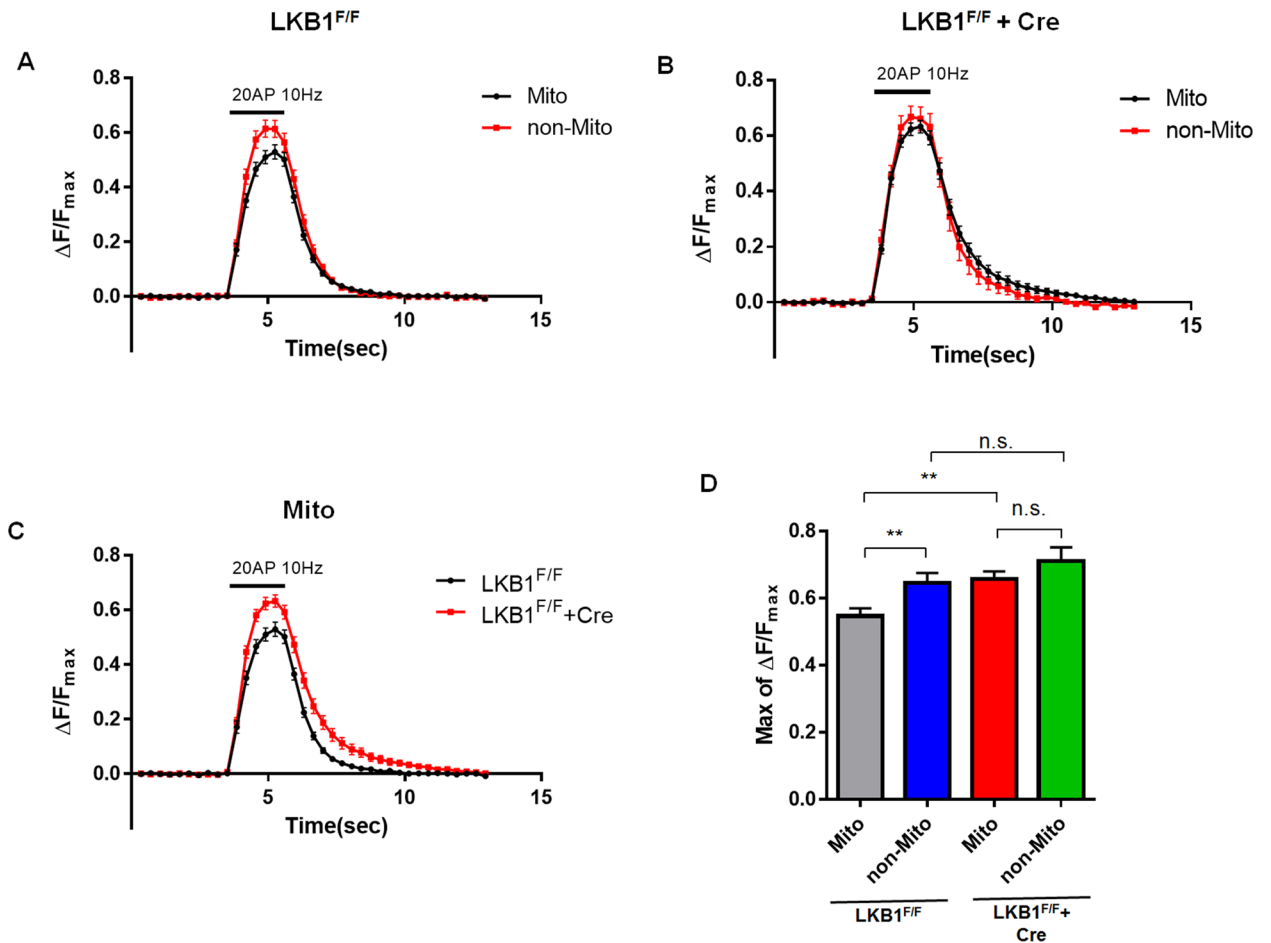 LKB1F/F
LKB1F/F + Cre
A
0.8
0.6
0.4
0.2
0.0
ΔF/Fmax
20AP 10Hz
Mito
non-Mito
5
10
15
Time(sec)
B
0.8
0.6
0.4
0.2
0.0
ΔF/Fmax
20AP 10Hz
Mito
non-Mito
5
10
15
Time(sec)
Mito
C
0.8
0.6
0.4
0.2
0.0
ΔF/Fmax
20AP 10Hz
LKB1F/F
LKB1F/F+Cre
5
10
15
Time(sec)
D
n.s.
**
n.s.
**
0.8
0.6
0.4
0.2
0.0
Max of ΔF/Fmax
Mito
non-Mito
Mito
non-Mito
LKB1F/F
LKB1F/F+
Cre